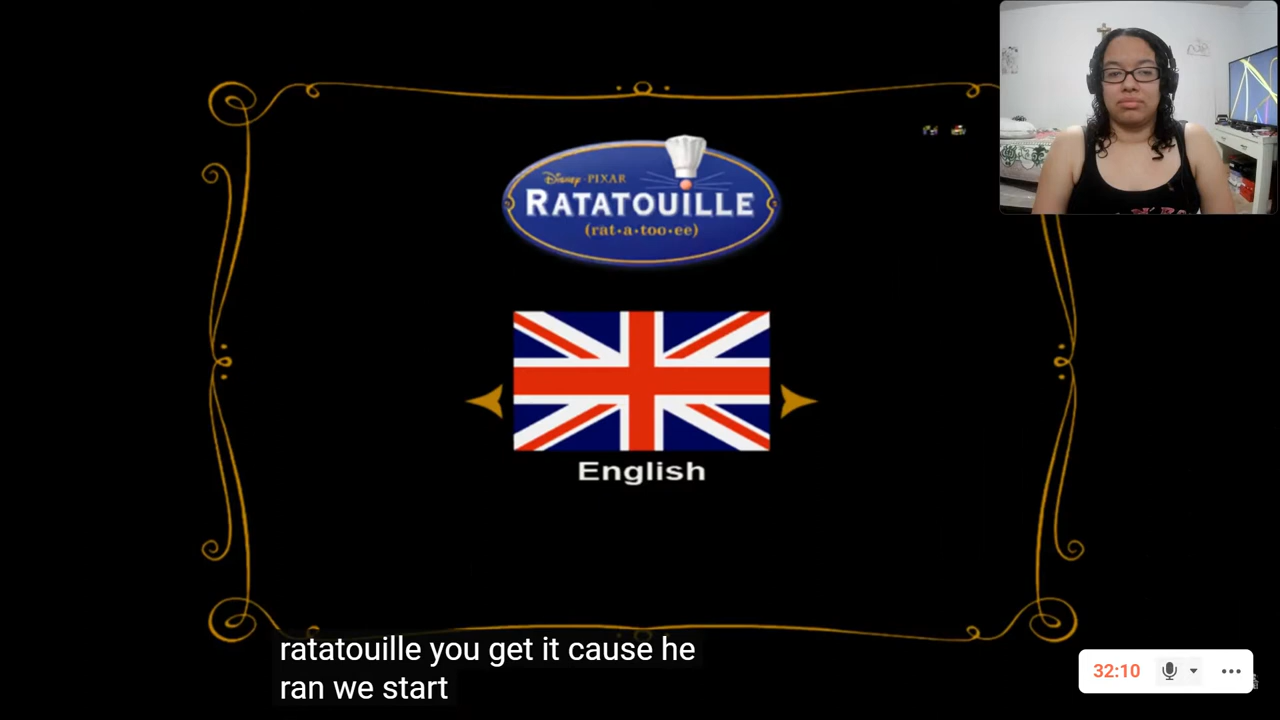 Disney·PIXAR
RATATOUILLE
(rat•a•too•ee)
English
ratatouille you get it cause he
ran we start
32:10